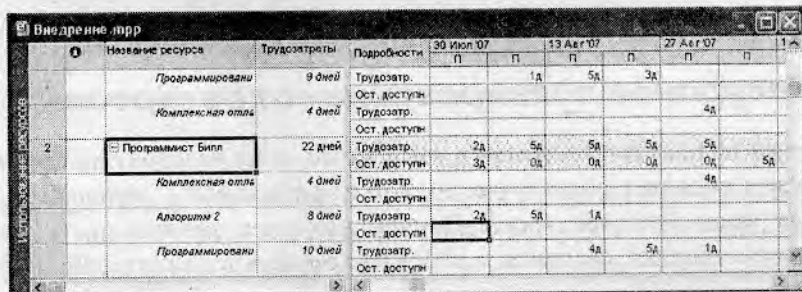 Внедрение.mpp
Название ресурса Трудозатраты Подробности 30 Июл '07 13 Авг '07 27 Авг '07 1
П П П П П П
Программировани 9 дней Трудозатр. 1д 5д 3д
Ост. доступн
Комплексная отла 4 дней Трудозатр. 4д
Ост. доступн
2 Программист Билл 22 дней Трудозатр. 2д 5д 5д 5д 5д
Ост. доступн 3д 0д 0д 0д 0д 5д
Комплексная отла 4 дней Трудозатр. 4д
Ост. доступн
Алгоритм 2 8 дней Трудозатр. 2д 5д 1д
Ост. доступн
Программировани 10 дней Трудозатр. 4д 5д 1д
Ост. доступн
Использование ресурсов